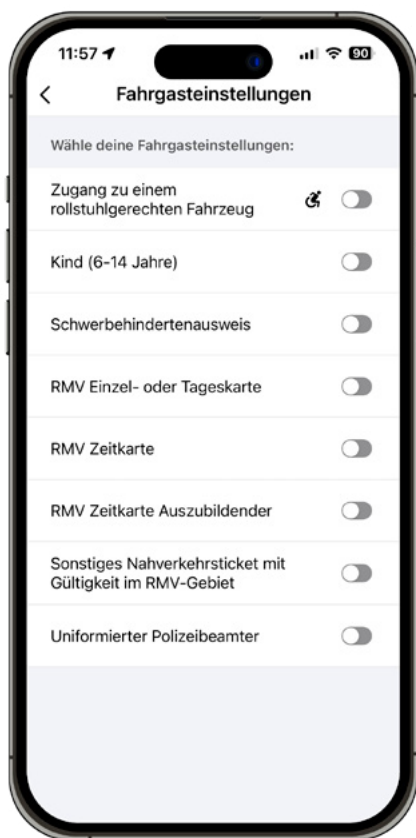 11:57
90
Fahrgasteinstellungen
Wähle deine Fahrgasteinstellungen:
Zugang zu einem
rollstuhlgerechten Fahrzeug
Kind (6-14 Jahre)
Schwerbehindertenausweis
RMV Einzel- oder Tageskarte
RMV Zeitkarte
RMV Zeitkarte Auszubildender
Sonstiges Nahverkehrsticket mit
Gültigkeit im RMV-Gebiet
Uniformierter Polizeibeamter